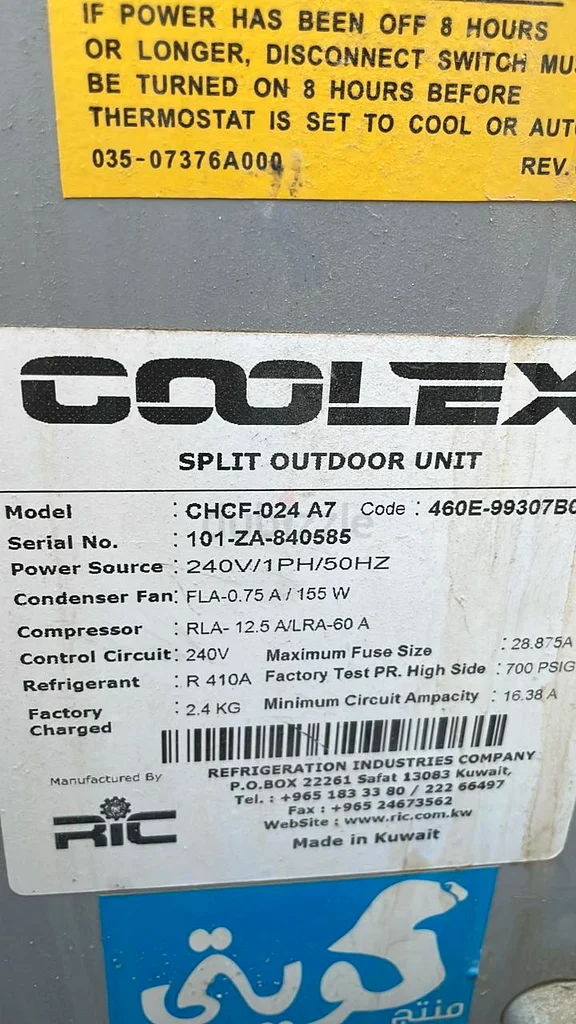 IF POWER HAS BEEN OFF 8 HOURS
OR LONGER, DISCONNECT SWITCH
BE TURNED ON 8 HOURS BEFORE
THERMOSTAT IS SET TO COOL OR
035-07376A000 REV.
COOLEX
SPLIT OUTDOOR UNIT
Model : CHCF-024 A7 Code : 460E-99307B0
Serial No. : 101-ZA-840585
Power Source : 240V/1PH/50HZ
Condenser Fan: FLA-0.75 A / 155 W
Compressor : RLA- 12.5 A/LRA-60 A
Control Circuit: 240V Maximum Fuse Size : 28.875A
Refrigerant : R 410A Factory Test PR. High Side : 700 PSIG
Factory Charged : 2.4 KG Minimum Circuit Ampacity : 16.38 A
Manufactured By
RIC
REFRIGERATION INDUSTRIES COMPANY
P.O.BOX 22261 Safat 13083 Kuwait,
Tel. : +965 183 33 80 / 222 66497
Fax : +965 24673562
WebSite : www.ric.com.kw
Made in Kuwait
كويتي
منتج